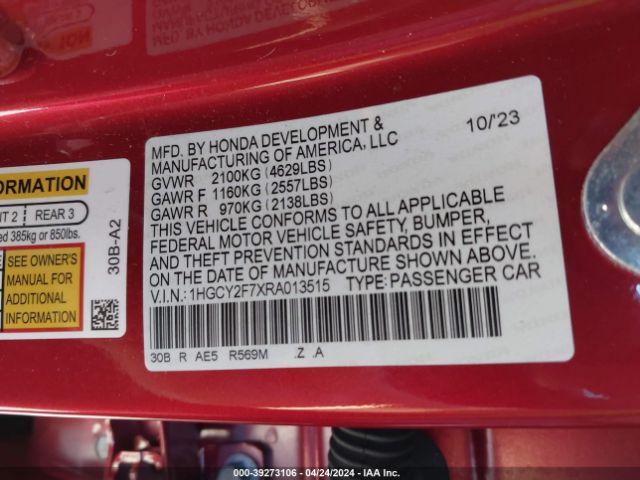 MFD. BY HONDA DEVELOPMENT & 10/'23
MANUFACTURING OF AMERICA, LLC
GVWR 2100KG (4629LBS)
GAWR F 1160KG (2557LBS)
GAWR R 970KG (2138LBS)
THIS VEHICLE CONFORMS TO ALL APPLICABLE
FEDERAL MOTOR VEHICLE SAFETY, BUMPER,
AND THEFT PREVENTION STANDARDS IN EFFECT
ON THE DATE OF MANUFACTURE SHOWN ABOVE.
V.I.N.: 1HGCY2F7XRA013515 TYPE: PASSENGER CAR
30B R AE5 R569M .Z .A
ORMATION
NT 2 REAR 3
ed 385kg or 850lbs.
SEE OWNER'S
MANUAL FOR
ADDITIONAL
INFORMATION
30B-A2
000-39273106 - 04/24/2024 - IAA Inc.